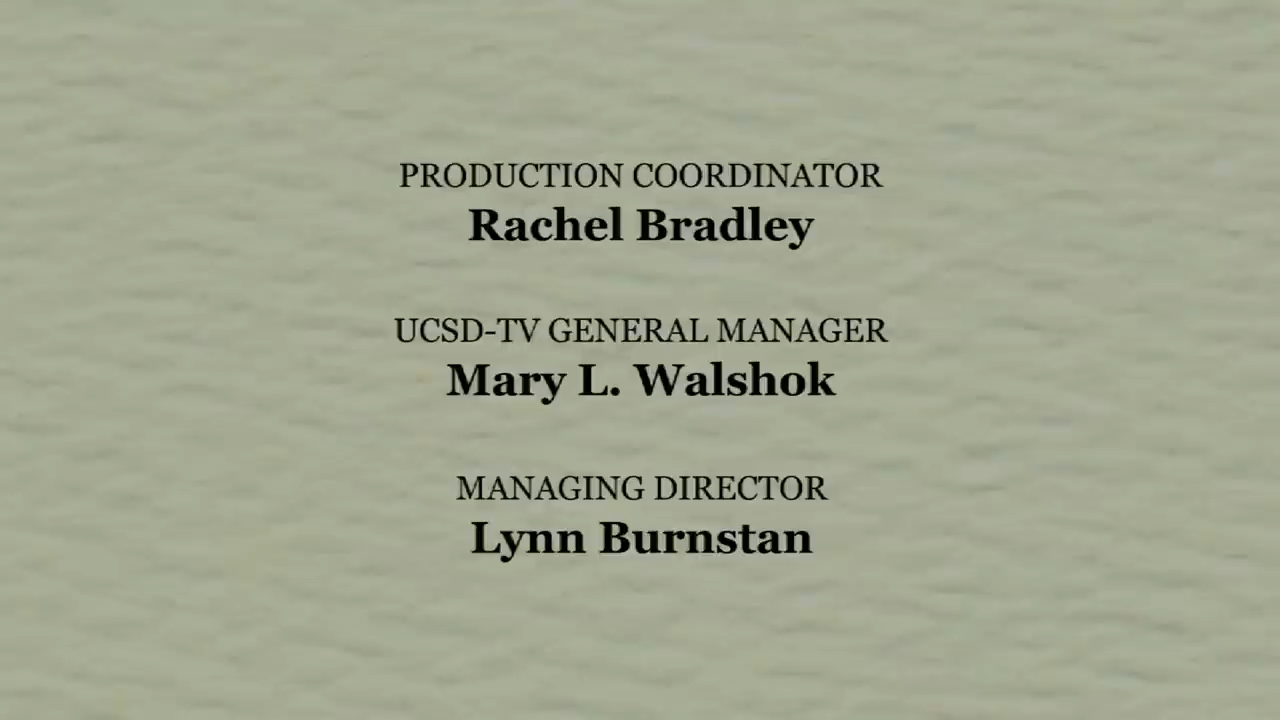 PRODUCTION COORDINATOR
Rachel Bradley
UCSD-TV GENERAL MANAGER
Mary L. Walshok
MANAGING DIRECTOR
Lynn Burnstan